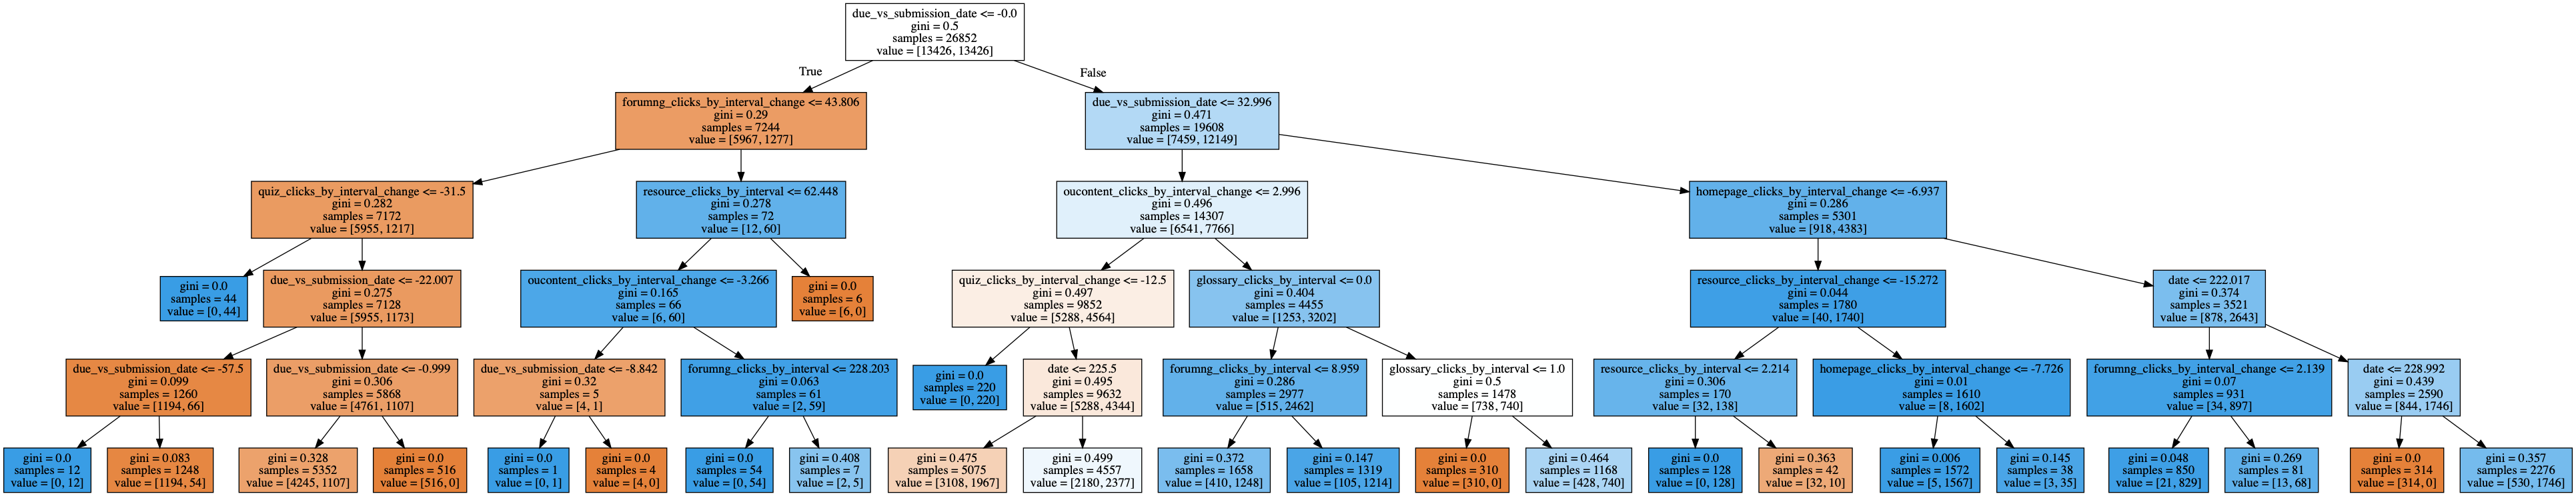 due_vs_submission_date <= -0.0
gini = 0.5
samples = 26852
value = [13426, 13426]
True
False
forumng_clicks_by_interval_change <= 43.806
gini = 0.29
samples = 7244
value = [5967, 1277]
due_vs_submission_date <= 32.996
gini = 0.471
samples = 19608
value = [7459, 12149]
quiz_clicks_by_interval_change <= -31.5
gini = 0.282
samples = 7172
value = [5955, 1217]
resource_clicks_by_interval <= 62.448
gini = 0.278
samples = 72
value = [12, 60]
oucontent_clicks_by_interval_change <= 2.996
gini = 0.496
samples = 14307
value = [6541, 7766]
homepage_clicks_by_interval_change <= -6.937
gini = 0.286
samples = 5301
value = [918, 4383]
gini = 0.0
samples = 44
value = [0, 44]
due_vs_submission_date <= -22.007
gini = 0.275
samples = 7128
value = [5955, 1173]
oucontent_clicks_by_interval_change <= -3.266
gini = 0.165
samples = 66
value = [6, 60]
gini = 0.0
samples = 6
value = [6, 0]
quiz_clicks_by_interval_change <= -12.5
gini = 0.497
samples = 9852
value = [5288, 4564]
glossary_clicks_by_interval <= 0.0
gini = 0.404
samples = 4455
value = [1253, 3202]
resource_clicks_by_interval_change <= -15.272
gini = 0.044
samples = 1780
value = [40, 1740]
date <= 222.017
gini = 0.374
samples = 3521
value = [878, 2643]
due_vs_submission_date <= -57.5
gini = 0.099
samples = 1260
value = [1194, 66]
due_vs_submission_date <= -0.999
gini = 0.306
samples = 5868
value = [4761, 1107]
due_vs_submission_date <= -8.842
gini = 0.32
samples = 5
value = [4, 1]
forumng_clicks_by_interval <= 228.203
gini = 0.063
samples = 61
value = [2, 59]
gini = 0.0
samples = 220
value = [0, 220]
date <= 225.5
gini = 0.495
samples = 9632
value = [5288, 4344]
forumng_clicks_by_interval <= 8.959
gini = 0.286
samples = 2977
value = [515, 2462]
glossary_clicks_by_interval <= 1.0
gini = 0.5
samples = 1478
value = [738, 740]
resource_clicks_by_interval <= 2.214
gini = 0.306
samples = 170
value = [32, 138]
homepage_clicks_by_interval_change <= -7.726
gini = 0.01
samples = 1610
value = [8, 1602]
forumng_clicks_by_interval_change <= 2.139
gini = 0.07
samples = 931
value = [34, 897]
date <= 228.992
gini = 0.439
samples = 2590
value = [844, 1746]
gini = 0.0
samples = 12
value = [0, 12]
gini = 0.083
samples = 1248
value = [1194, 54]
gini = 0.328
samples = 5352
value = [4245, 1107]
gini = 0.0
samples = 516
value = [516, 0]
gini = 0.0
samples = 1
value = [0, 1]
gini = 0.0
samples = 4
value = [4, 0]
gini = 0.0
samples = 54
value = [0, 54]
gini = 0.408
samples = 7
value = [2, 5]
gini = 0.475
samples = 5075
value = [3108, 1967]
gini = 0.499
samples = 4557
value = [2180, 2377]
gini = 0.372
samples = 1658
value = [410, 1248]
gini = 0.147
samples = 1319
value = [105, 1214]
gini = 0.0
samples = 310
value = [310, 0]
gini = 0.464
samples = 1168
value = [428, 740]
gini = 0.0
samples = 128
value = [0, 128]
gini = 0.363
samples = 42
value = [32, 10]
gini = 0.006
samples = 1572
value = [5, 1567]
gini = 0.145
samples = 38
value = [3, 35]
gini = 0.048
samples = 850
value = [21, 829]
gini = 0.269
samples = 81
value = [13, 68]
gini = 0.0
samples = 314
value = [314, 0]
gini = 0.357
samples = 2276
value = [530, 1746]